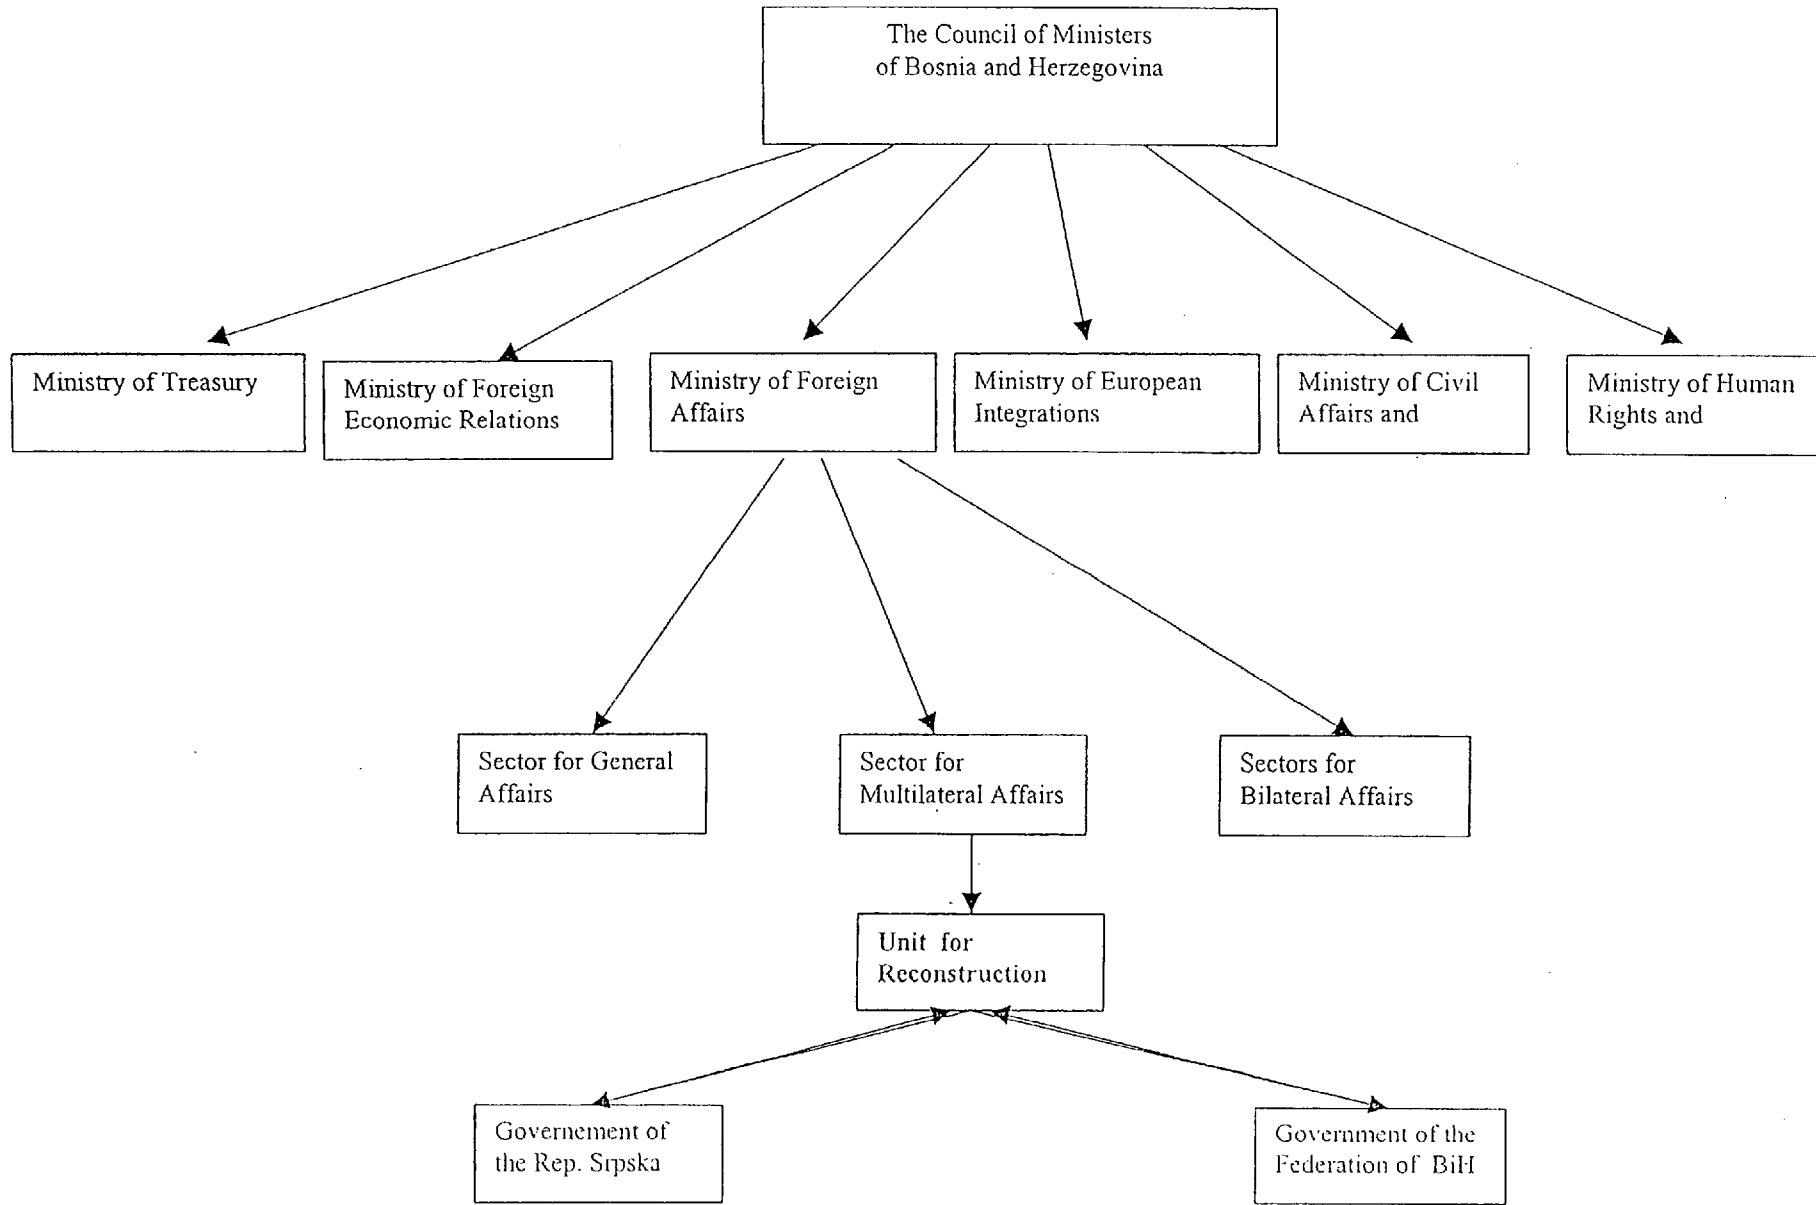 The Council of Ministers
of Bosnia and Herzegovina
Ministry of Treasury
Ministry of Foreign
Economic Relations
Ministry of Foreign
Affairs
Ministry of European
Integrations
Ministry of Civil
Affairs and
Ministry of Human
Rights and
Sector for General
Affairs
Sector for
Multilateral Affairs
Sectors for
Bilateral Affairs
Unit for
Reconstruction
Governement of
the Rep. Srpska
Government of the
Federation of BiH